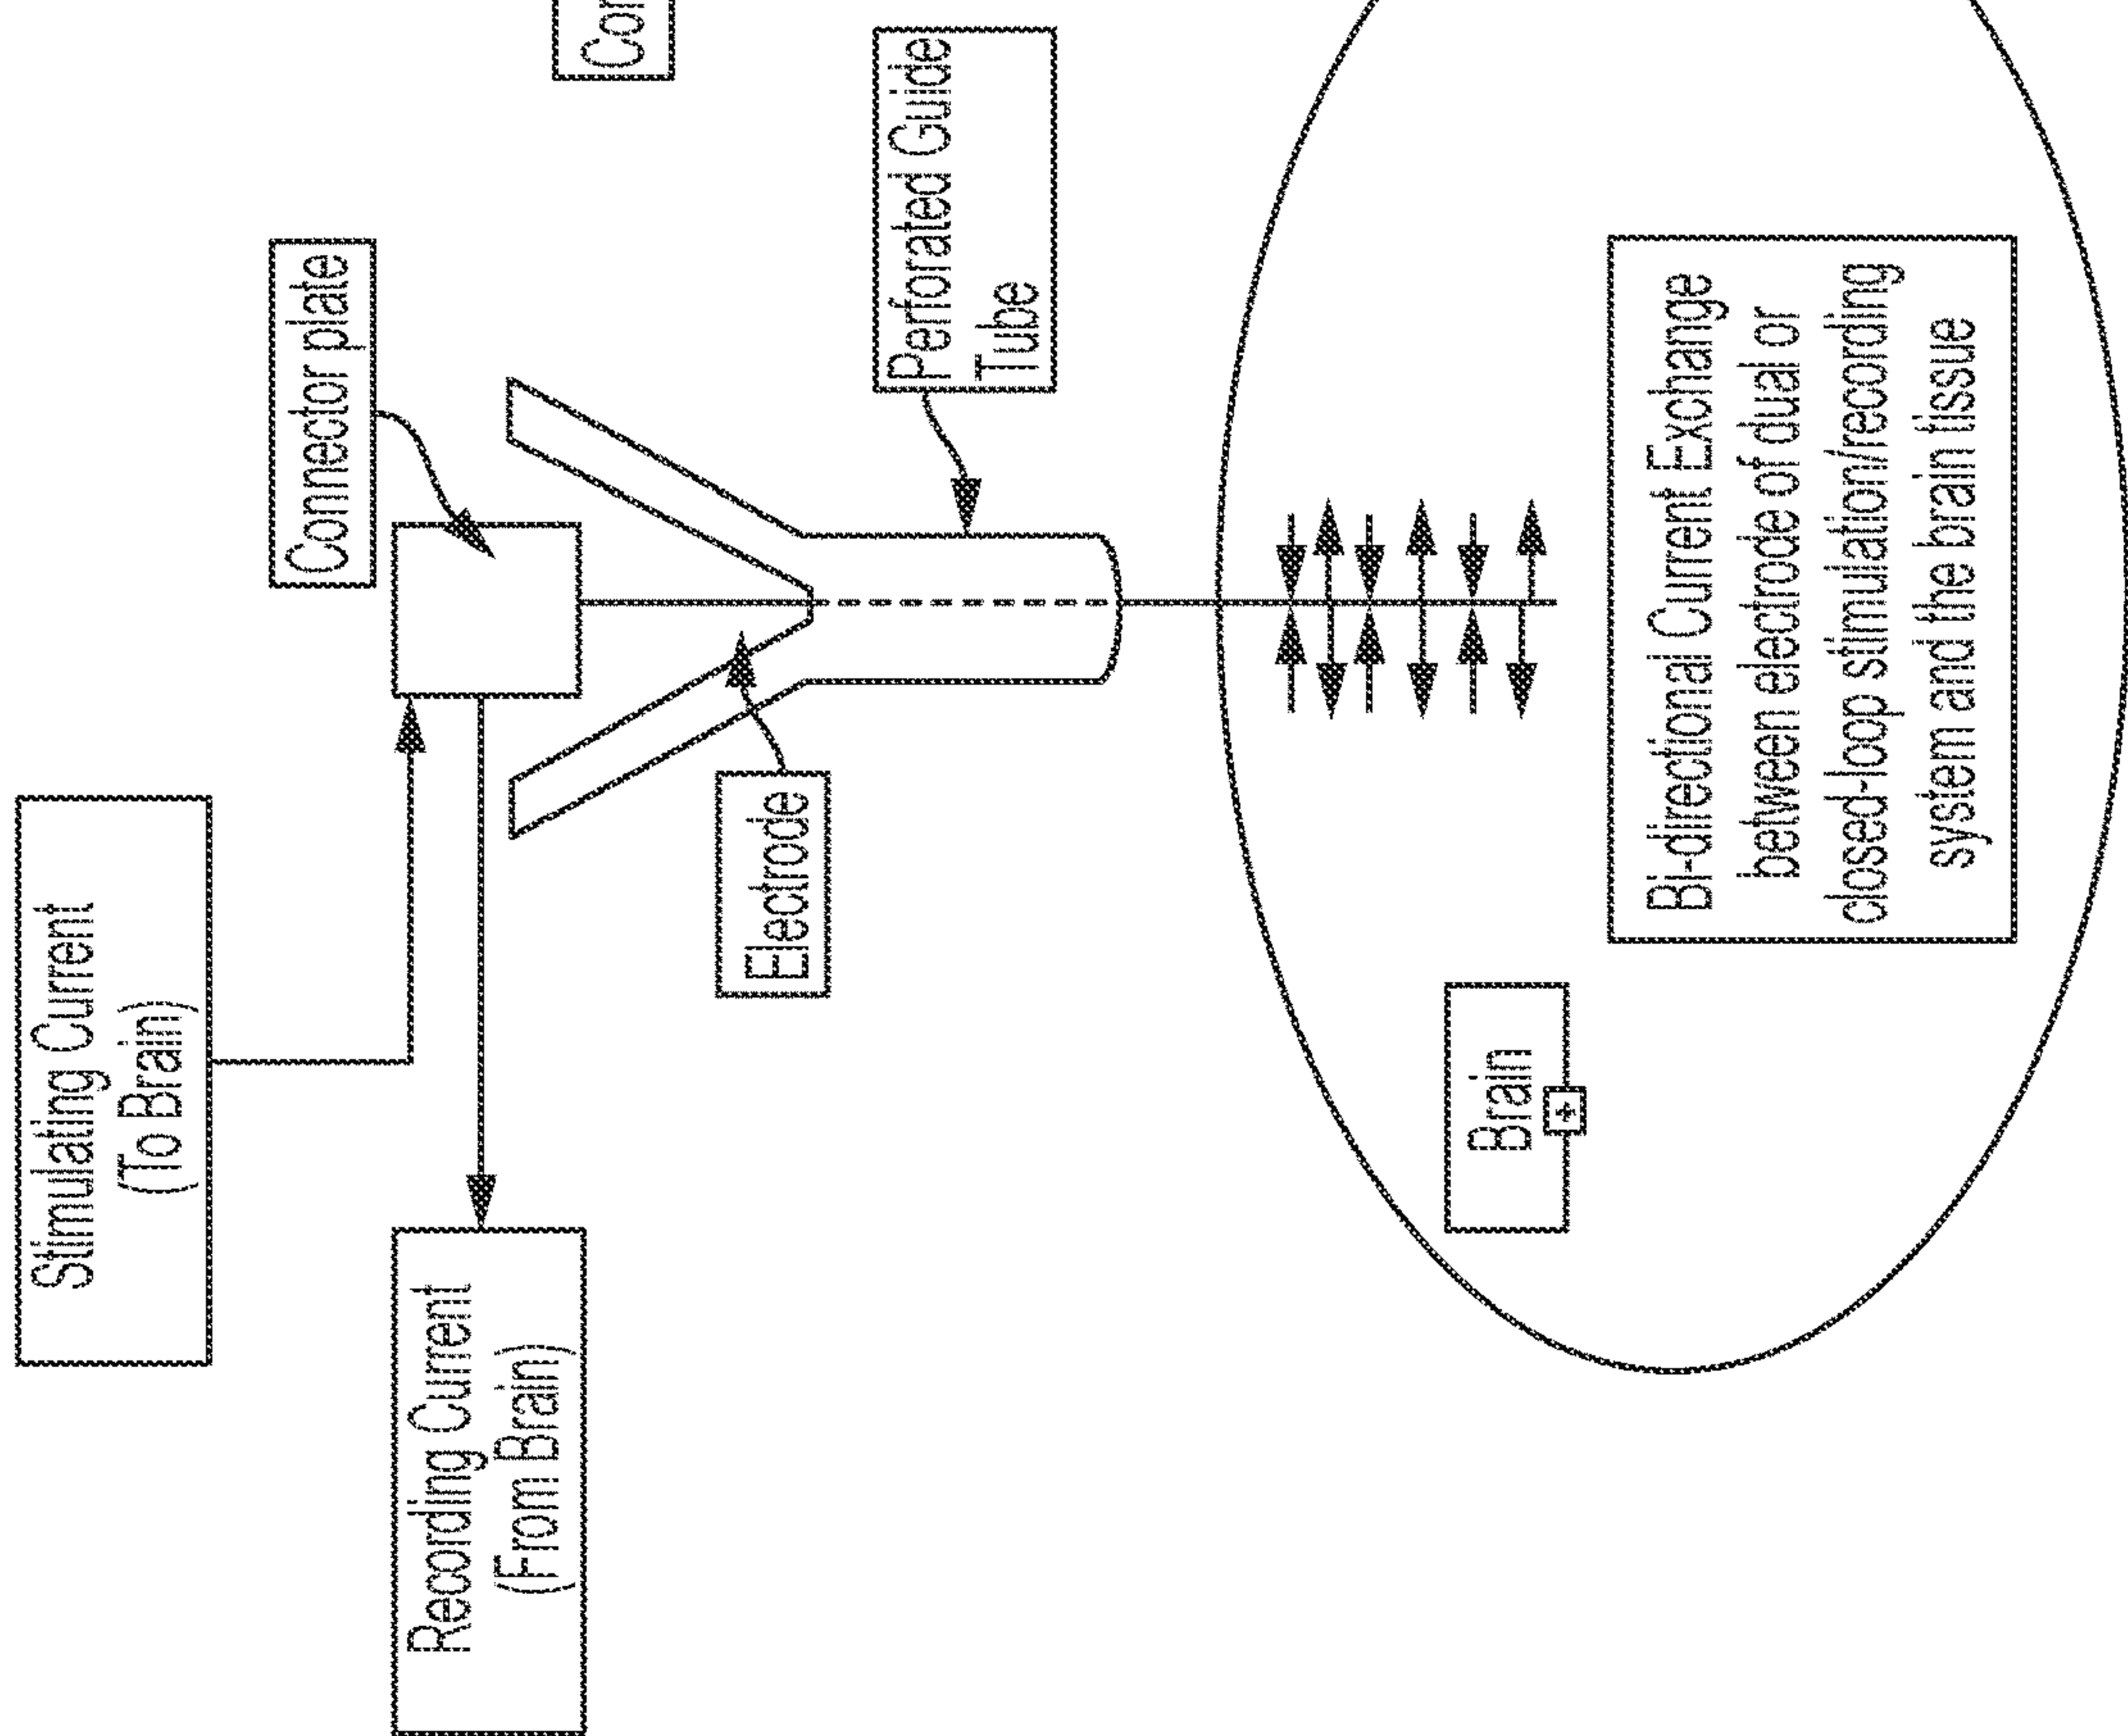 Stimulating Current
(To Brain)
Recording Current
(From Brain)
Connector plate
Electrode
Perforated Guide
Tube
Brain
+
Bi-directional Current Exchange
between electrode of dual or
closed-loop stimulation/recording
system and the brain tissue